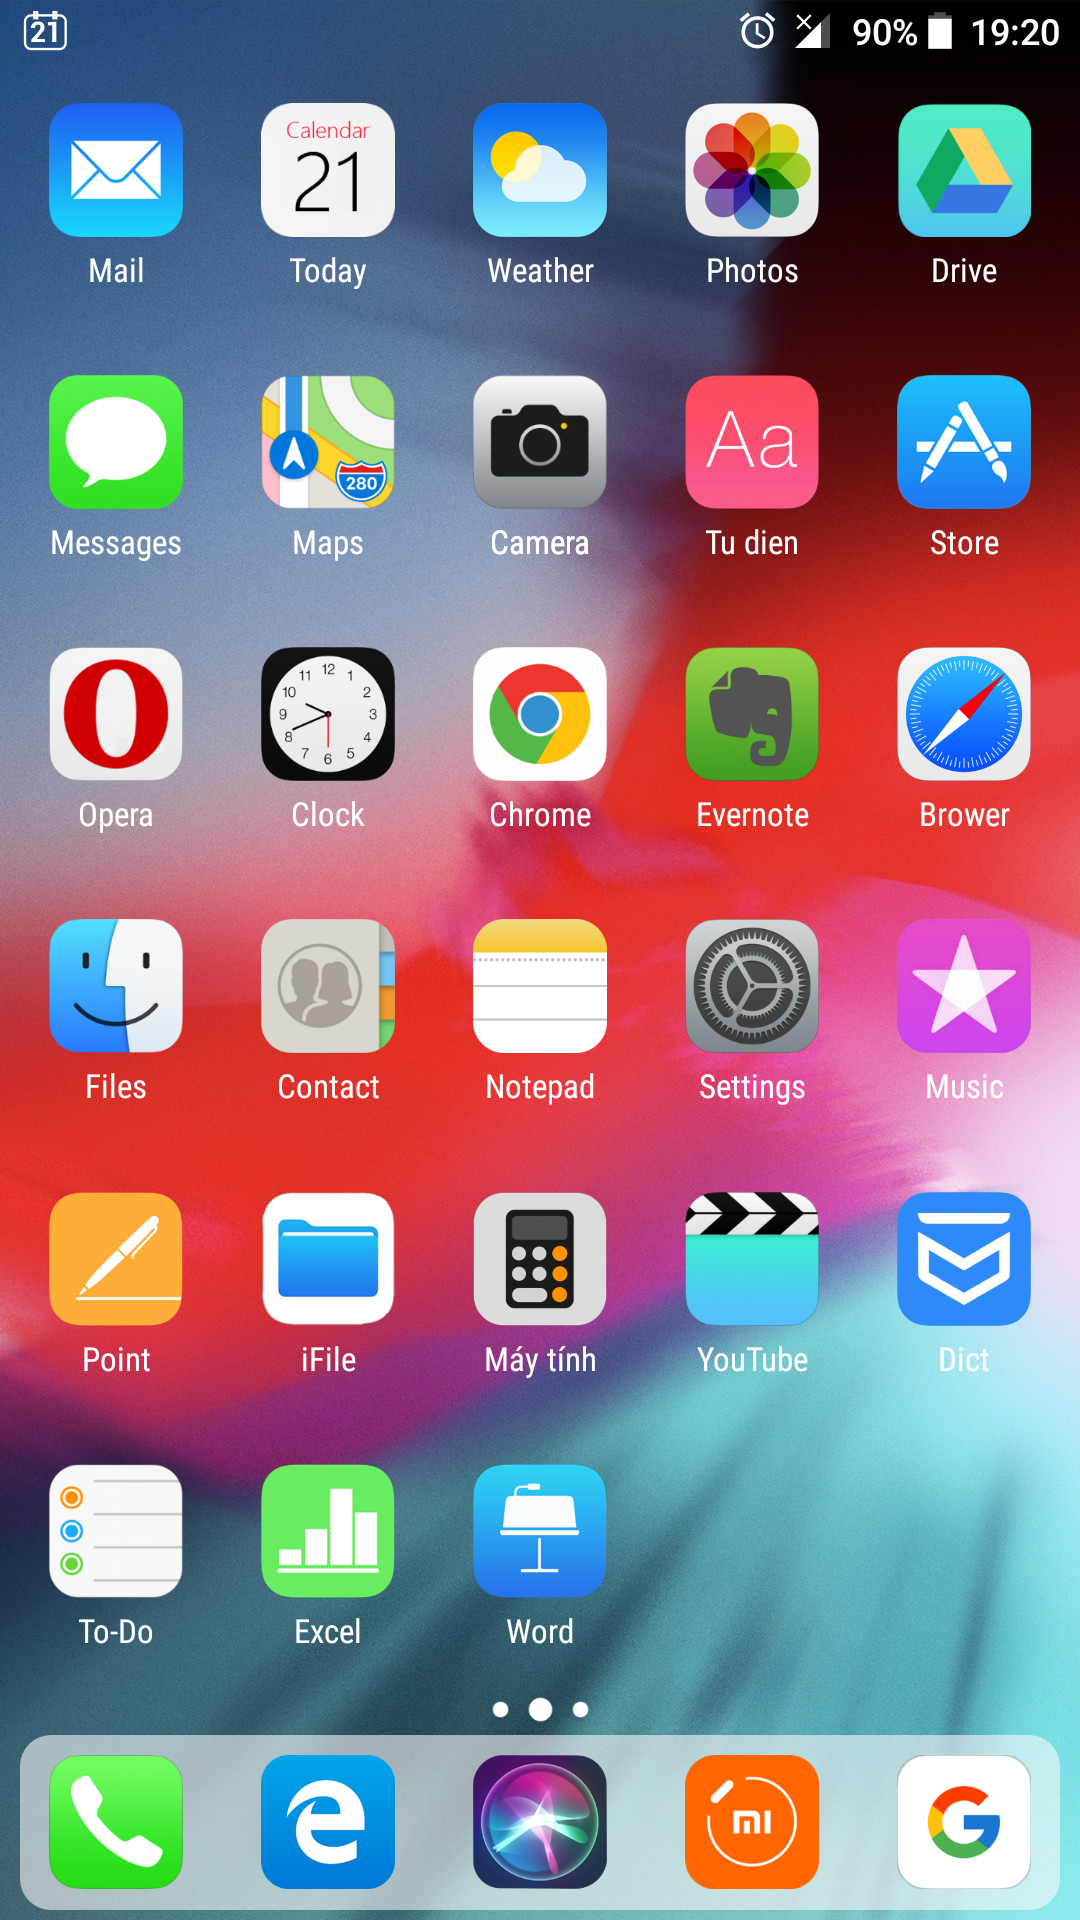 21 90% 19:20
Calendar
21
Mail Today Weather Photos Drive
280
Aa
Messages Maps Camera Tu dien Store
12
11 1
10 2
9 3
8 4
7 5
6
Opera Clock Chrome Evernote Brower
Files Contact Notepad Settings Music
Point iFile Máy tính YouTube Dict
To-Do Excel Word
mi